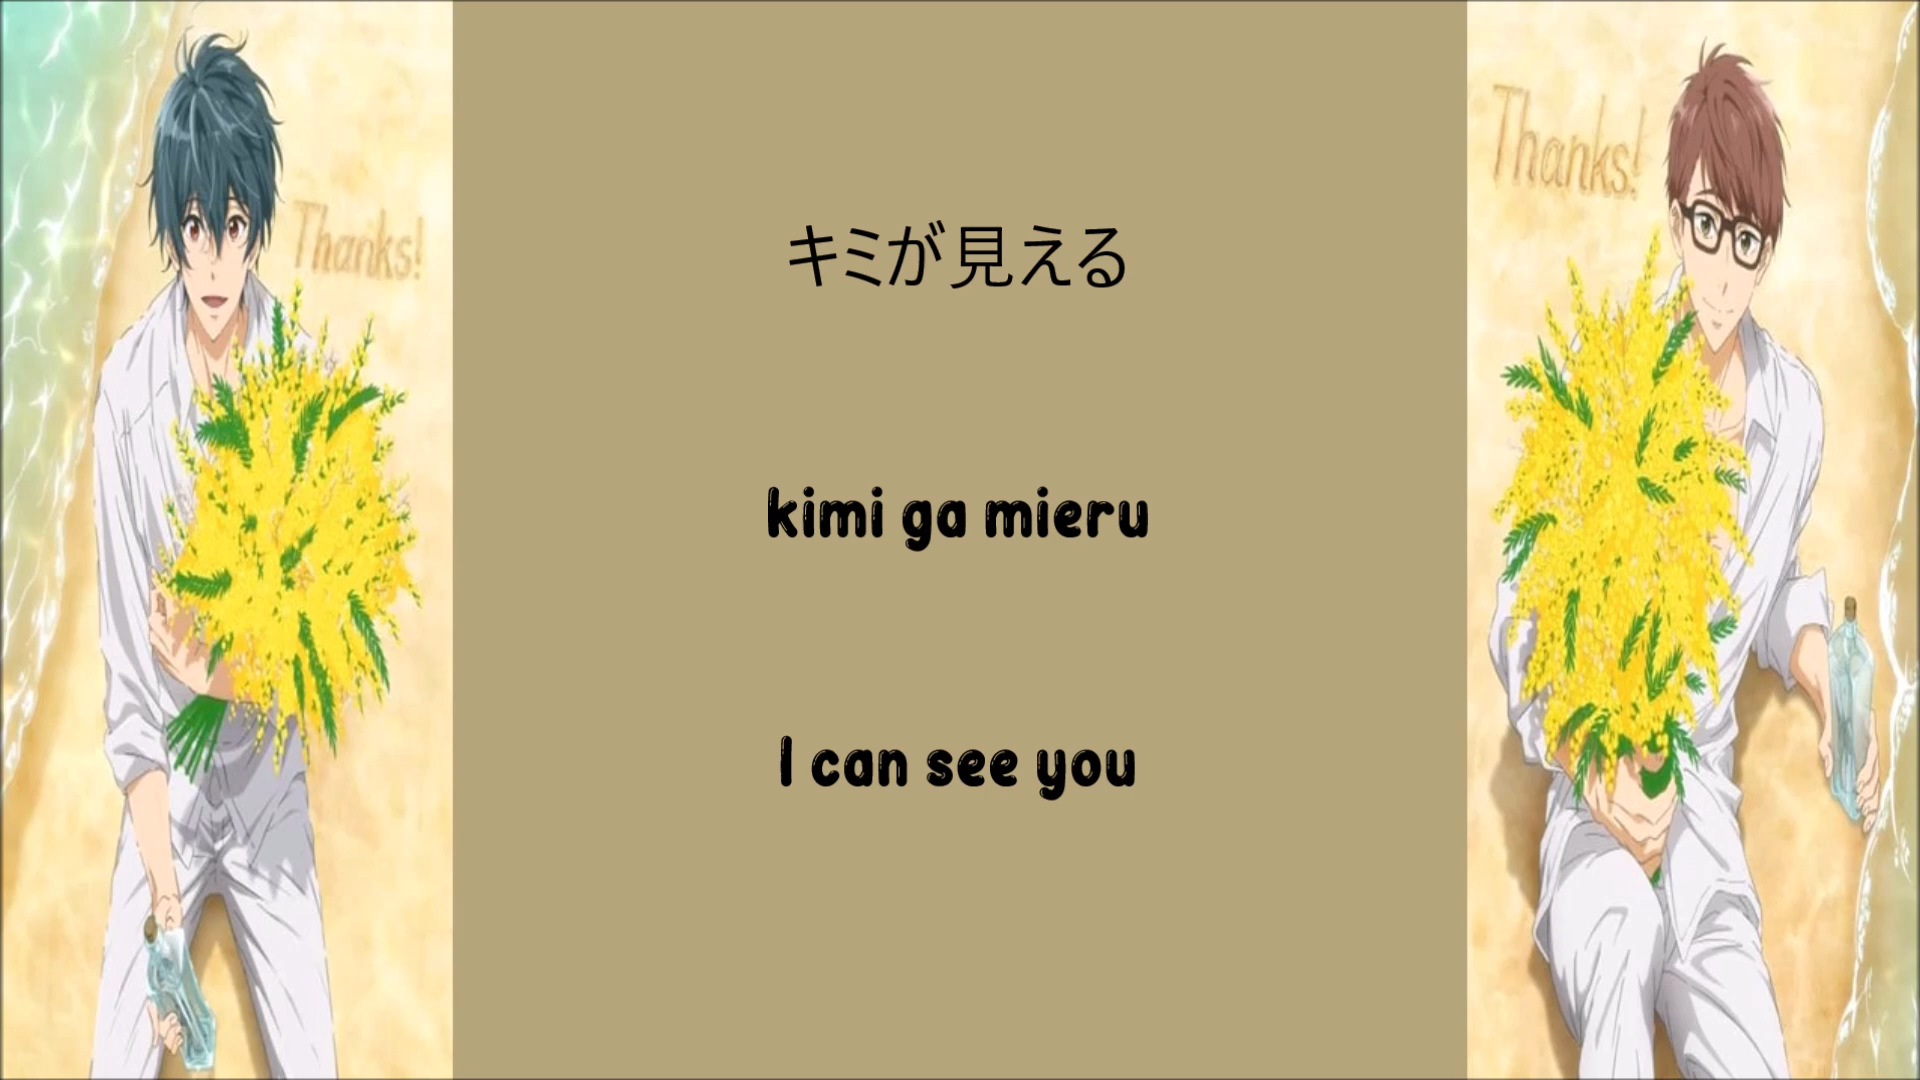 Thanks!
キミが見える
kimi ga mieru
I can see you
Thanks!